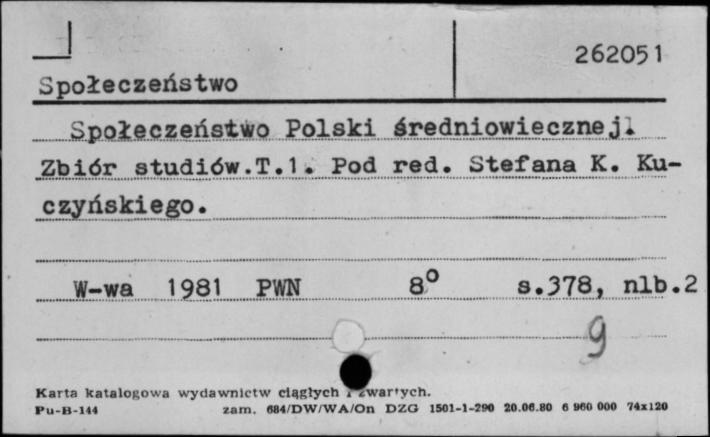 262051
Społeczeństwo
Społeczeństwo Polski średniowiecznej.
Zbiór studiów.T.1. Pod red. Stefana K. Ku-
czyńskiego.
W-wa 1981 PWN 8° s.378, nlb.2
9
Karta katalogowa wydawnictw ciągłych i zwartych.
Pu-B-144 zam. 684/DW/WA/On DZG 1501-1-290 20.06.80 6 960 000 74x120